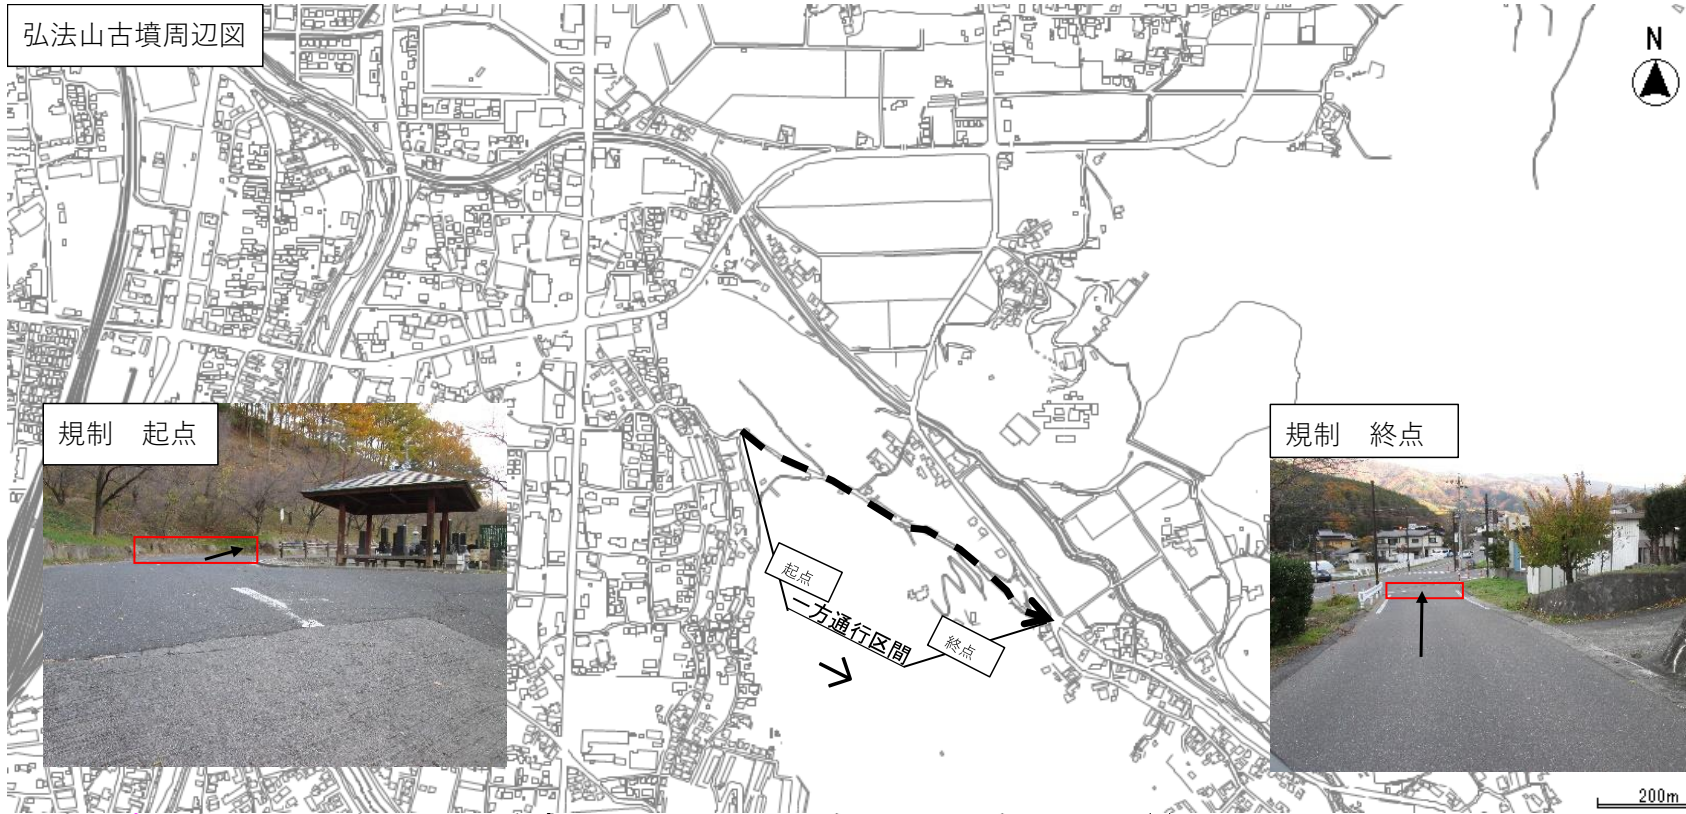 弘法山古墳周辺図
N
規制　起点
規制　終点
起点
一方通行区間
終点
200m